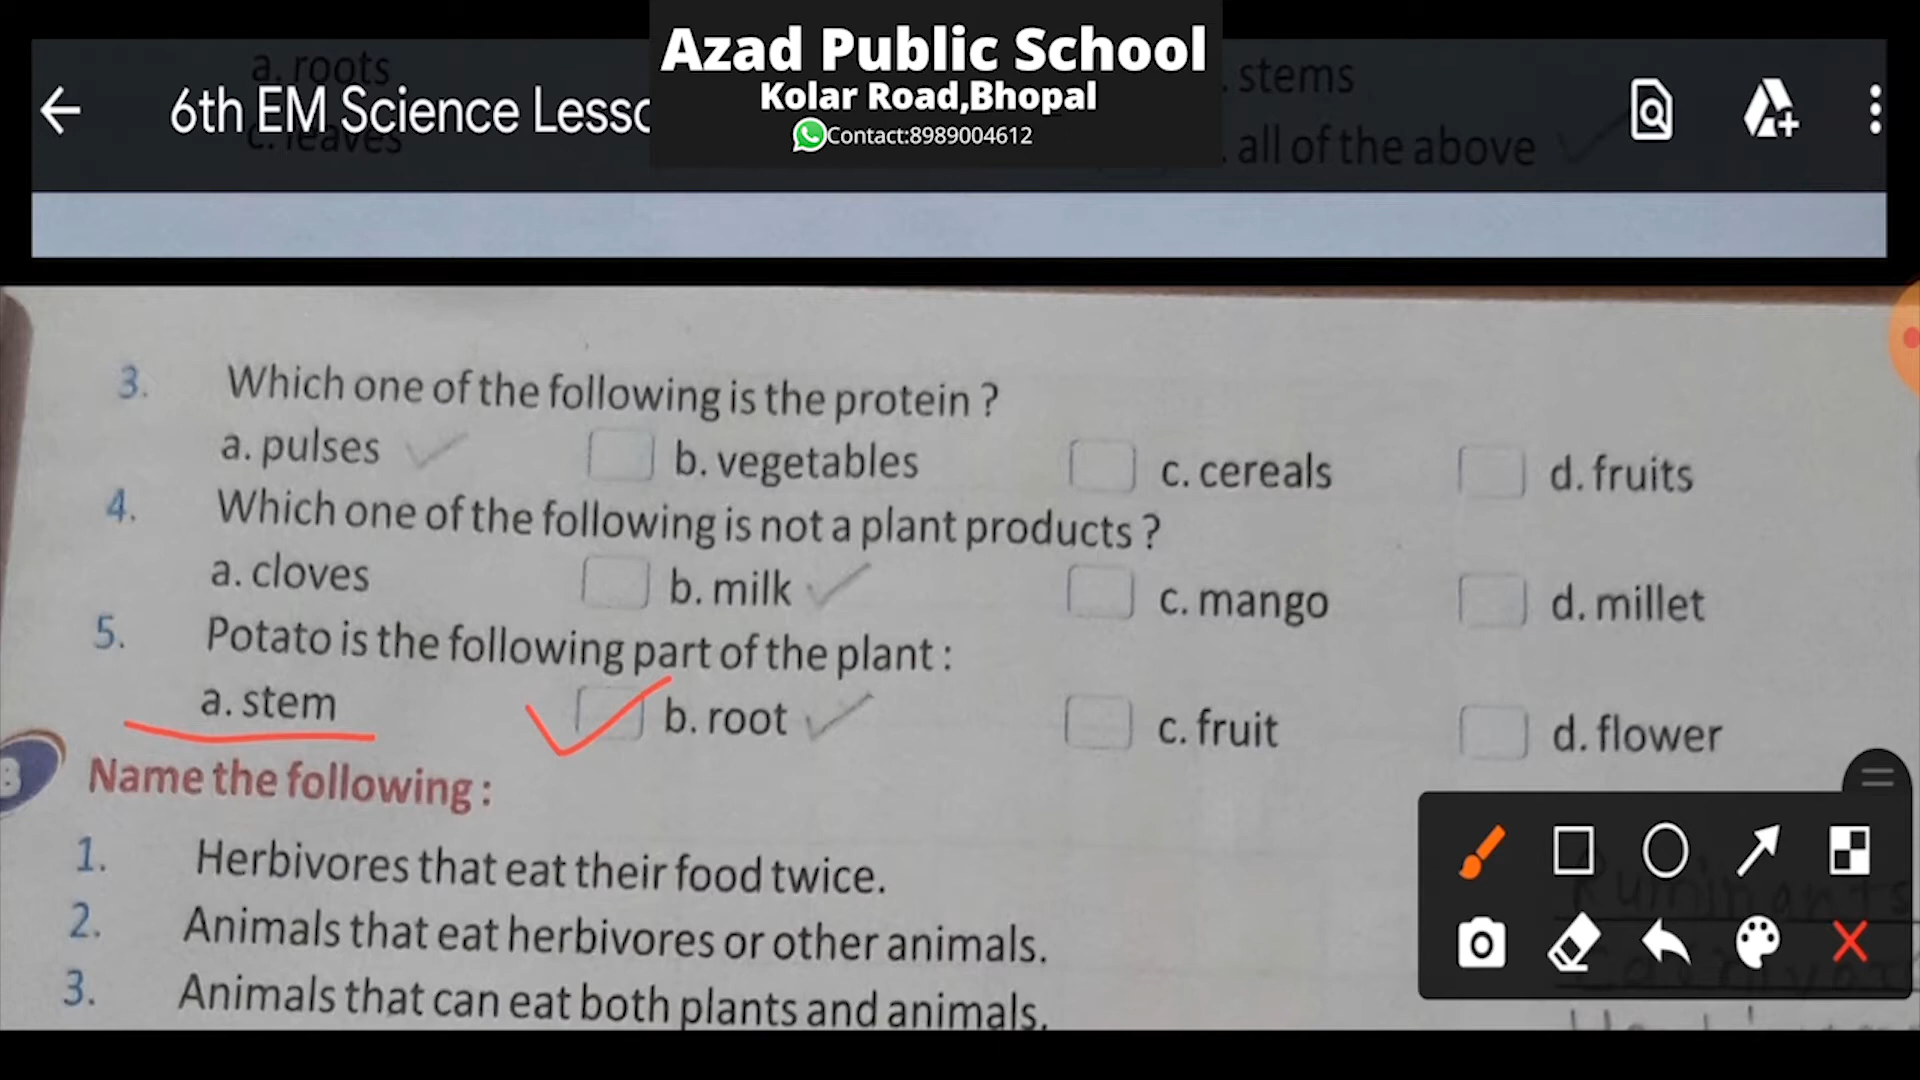 Azad Public School
Kolar Road,Bhopal
Contact:8989004612
6th EM Science Lesso
a. roots
. stems
c. leaves
. all of the above
3. Which one of the following is the protein ?
a. pulses b. vegetables c. cereals d. fruits
4. Which one of the following is not a plant products ?
a. cloves b. milk c. mango d. millet
5. Potato is the following part of the plant :
a. stem b. root c. fruit d. flower
Name the following :
1. Herbivores that eat their food twice.
Ruminants
2. Animals that eat herbivores or other animals.
3. Animals that can eat both plants and animals.